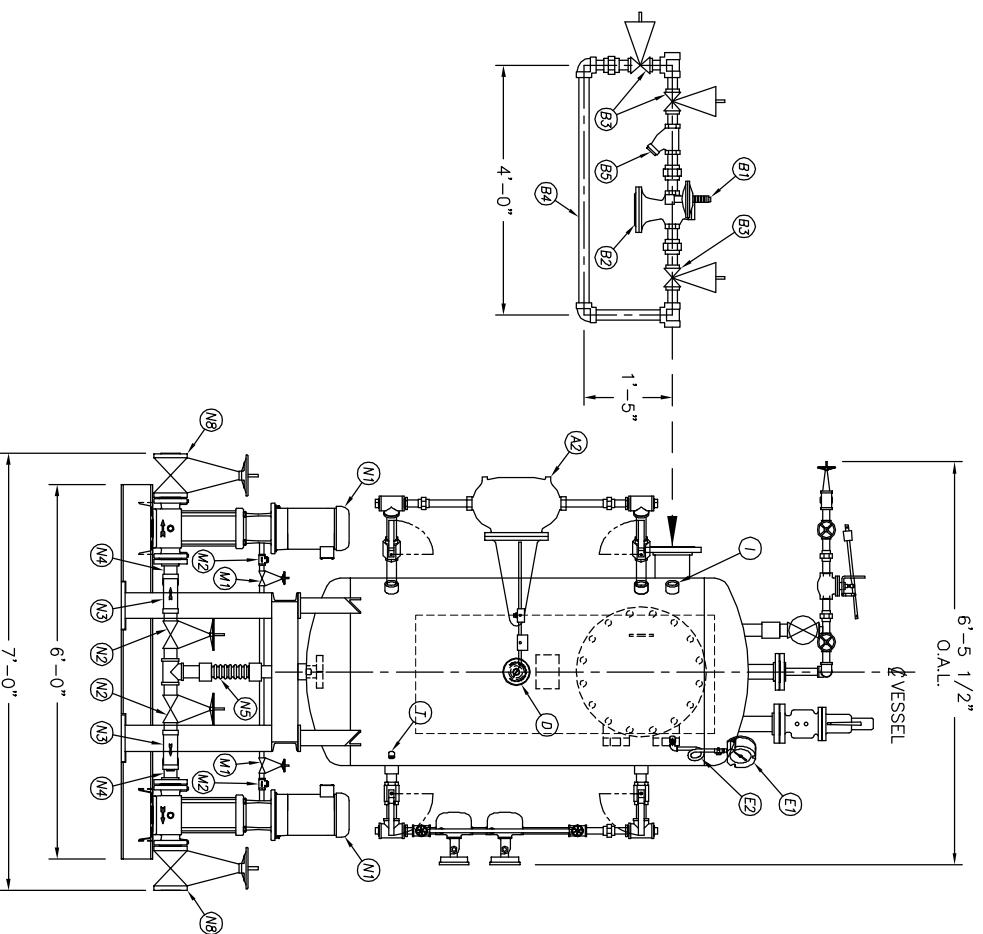 B3
B5
B1
B4
4'-0"
B2
B3
1'-5"
6'-5 1/2"
O.A.L.
℄ VESSEL
A2
I
D
T
E2
E1
N8
N1
N4
M2
M1
N3
N2
N5
N2
N3
M1
M2
N4
N1
N8
6'-0"
7'-0"